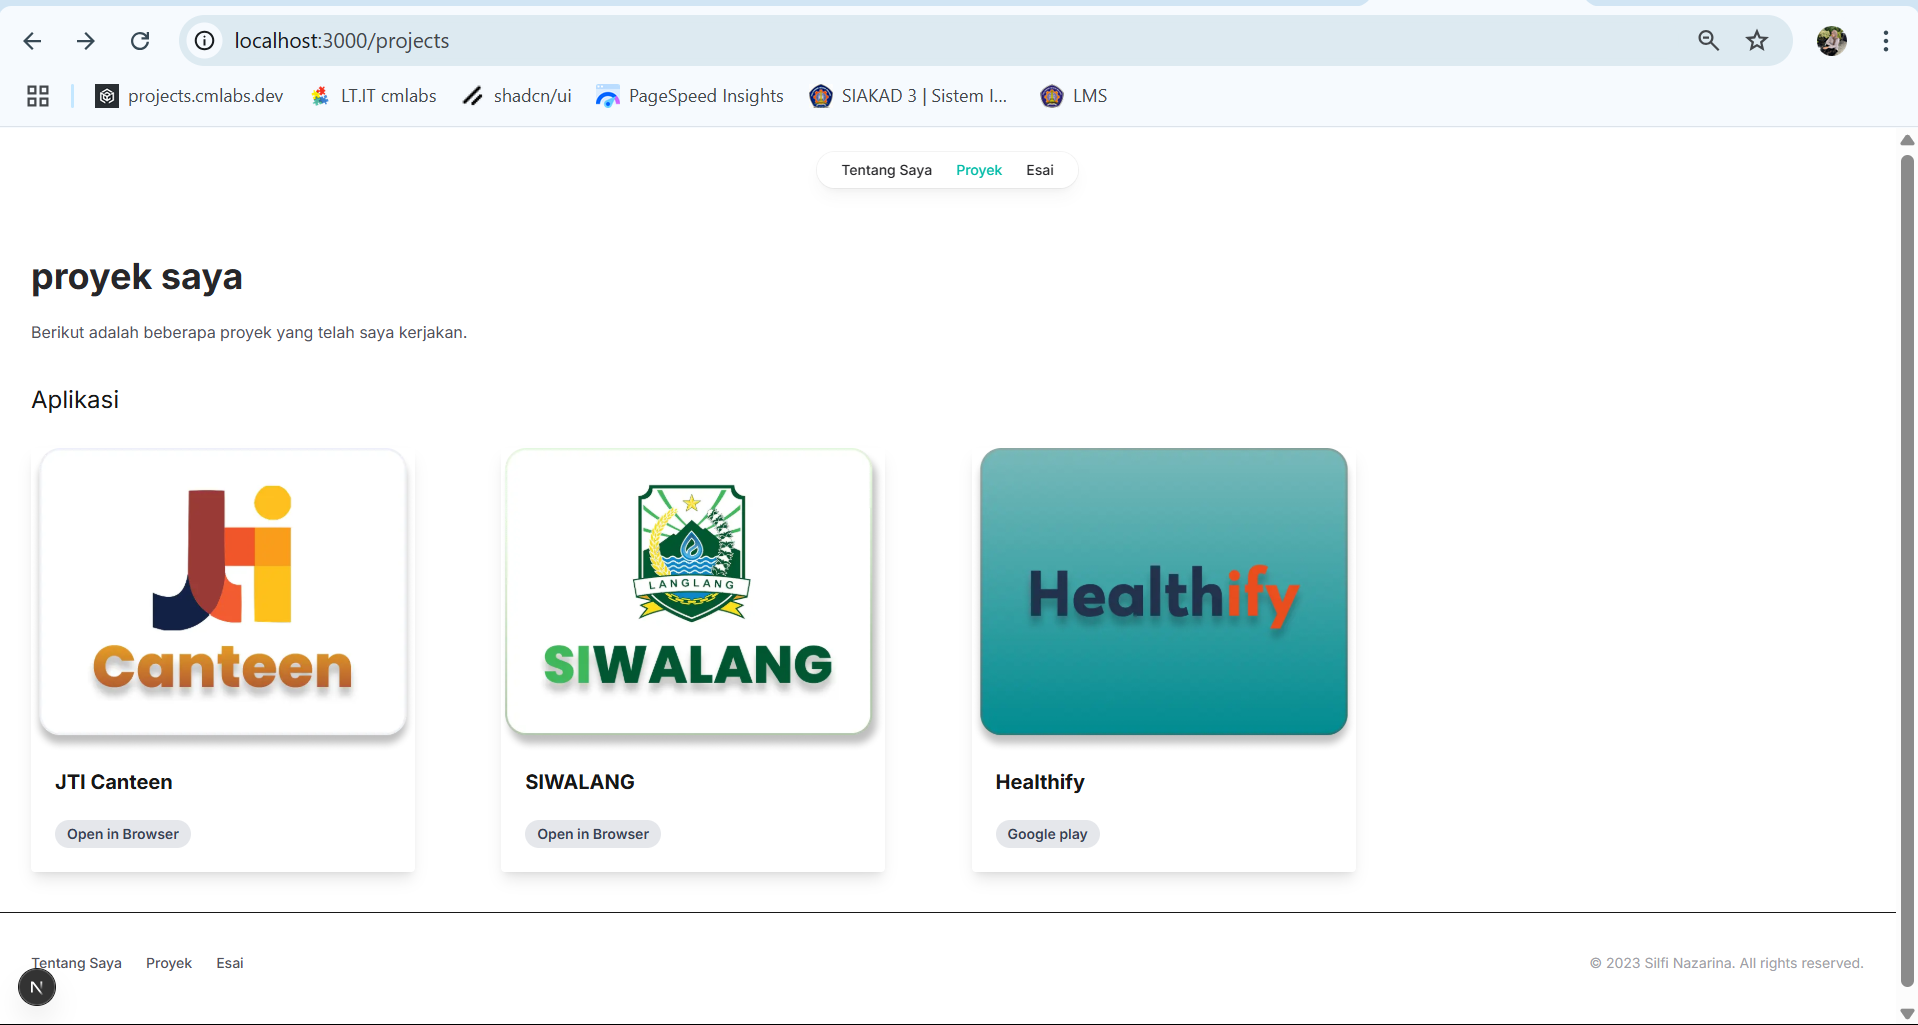 localhost:3000/projects
projects.cmlabs.dev
LT.IT cmlabs
shadcn/ui
PageSpeed Insights
SIAKAD 3 | Sistem I...
LMS
Tentang Saya
Proyek
Esai
proyek saya
Berikut adalah beberapa proyek yang telah saya kerjakan.
Aplikasi
JTI
Canteen
LANGLANG
SIWALANG
Healthify
JTI Canteen
SIWALANG
Healthify
Open in Browser
Open in Browser
Google play
Tentang Saya
Proyek
Esai
© 2023 Silfi Nazarina. All rights reserved.
N